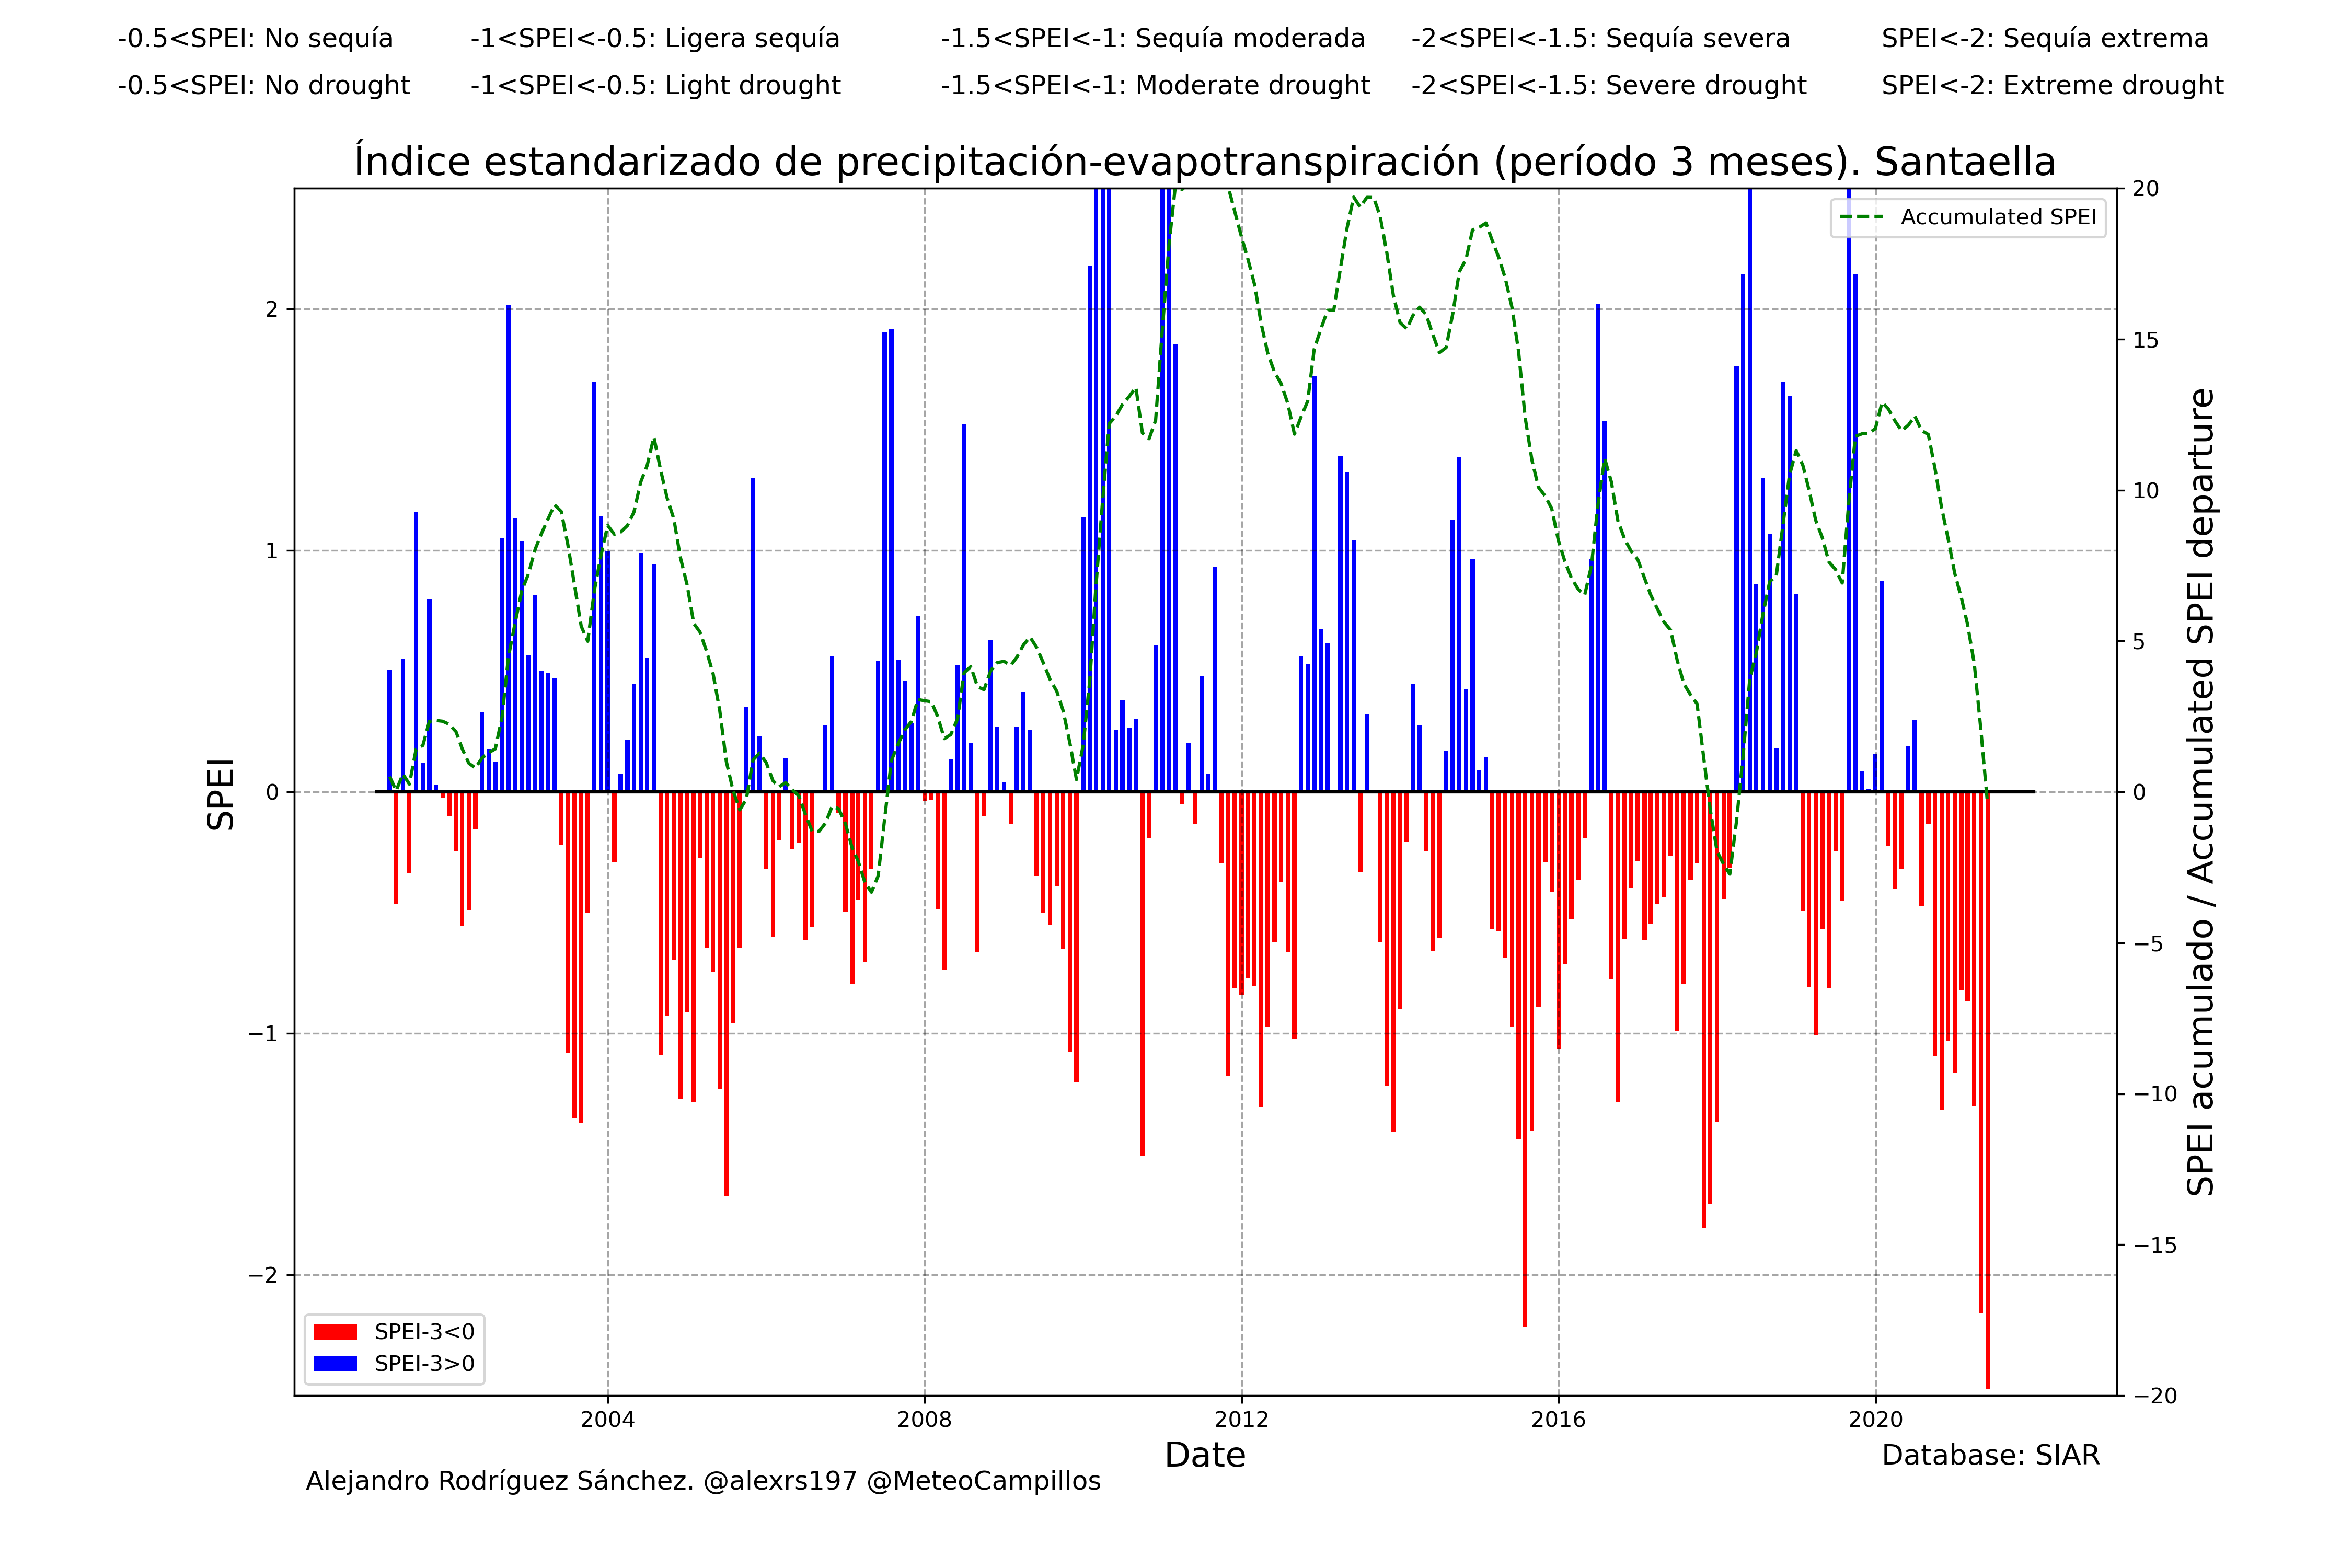 -0.5<SPEI: No sequía -1<SPEI<-0.5: Ligera sequía -1.5<SPEI<-1: Sequía moderada -2<SPEI<-1.5: Sequía severa SPEI<-2: Sequía extrema
-0.5<SPEI: No drought -1<SPEI<-0.5: Light drought -1.5<SPEI<-1: Moderate drought -2<SPEI<-1.5: Severe drought SPEI<-2: Extreme drought
Índice estandarizado de precipitación-evapotranspiración (período 3 meses). Santaella
Accumulated SPEI
SPEI
2
1
0
−1
−2
20
15
10
5
0
−5
−10
−15
−20
SPEI acumulado / Accumulated SPEI departure
SPEI-3<0
SPEI-3>0
2004 2008 2012 2016 2020
Date
Database: SIAR
Alejandro Rodríguez Sánchez. @alexrs197 @MeteoCampillos